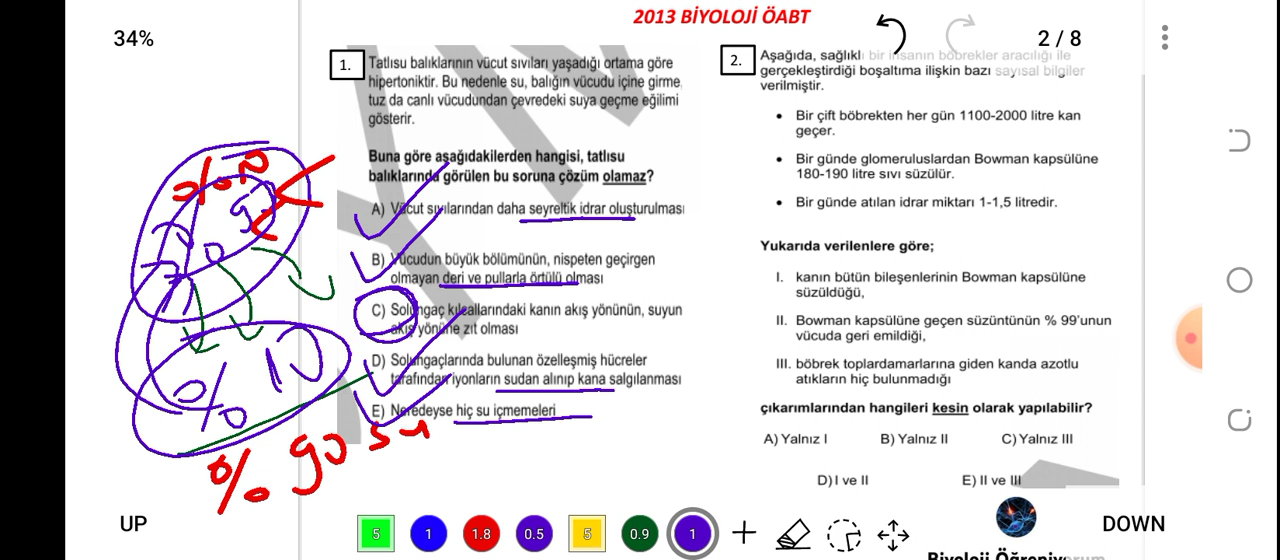 2013 BİYOLOJİ ÖABT
34%
2 / 8
1.
Tatlısu balıklarının vücut sıvıları yaşadığı ortama göre
hipertoniktir. Bu nedenle su, balığın vücudu içine girme
tuz da canlı vücudundan çevredeki suya geçme eğilimi
gösterir.
Buna göre aşağıdakilerden hangisi, tatlısu
balıklarında görülen bu soruna çözüm olamaz?
A) Vücut sıvılarından daha seyreltik idrar oluşturulması
B) Vücudun büyük bölümünün, nispeten geçirgen
olmayan deri ve pullarla örtülü olması
C) Solungaç kılcallarındaki kanın akış yönünün, suyun
akış yönüne zıt olması
D) Solungaçlarında bulunan özelleşmiş hücreler
tarafından iyonların sudan alınıp kana salgılanması
E) Neredeyse hiç su içmemeleri
% 90 su
% 10
2.
Aşağıda, sağlıklı bir insanın böbrekler aracılığı ile
gerçekleştirdiği boşaltıma ilişkin bazı sayısal bilgiler
verilmiştir.
• Bir çift böbrekten her gün 1100-2000 litre kan
geçer.
• Bir günde glomeruluslardan Bowman kapsülüne
180-190 litre sıvı süzülür.
• Bir günde atılan idrar miktarı 1-1,5 litredir.
Yukarıda verilenlere göre;
I. kanın bütün bileşenlerinin Bowman kapsülüne
süzüldüğü,
II. Bowman kapsülüne geçen süzüntünün % 99'unun
vücuda geri emildiği,
III. böbrek toplardamarlarına giden kanda azotlu
atıkların hiç bulunmadığı
çıkarımlarından hangileri kesin olarak yapılabilir?
A) Yalnız I B) Yalnız II C) Yalnız III
D) I ve II E) II ve III
UP
5 1 1.8 0.5 5 0.9 1
DOWN
Biyoloji Öğreniyorum